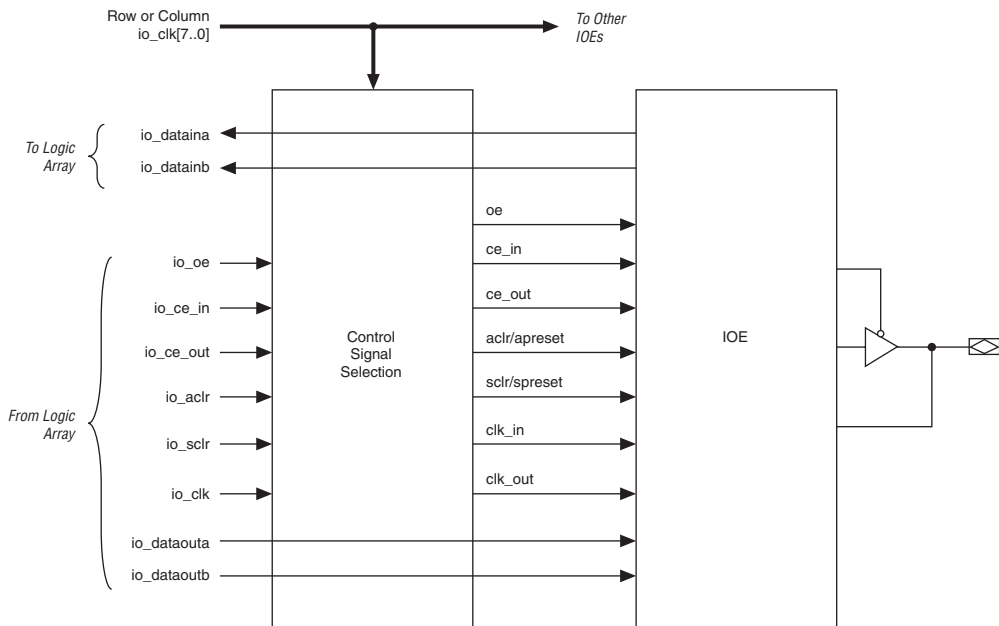 Row or Column
io_clk[7..0]
To Other
IOEs
To Logic
Array
io_dataina
io_datainb
oe
ce_in
ce_out
aclr/apreset
sclr/spreset
clk_in
clk_out
From Logic
Array
io_oe
io_ce_in
io_ce_out
io_aclr
io_sclr
io_clk
io_dataouta
io_dataoutb
Control
Signal
Selection
IOE